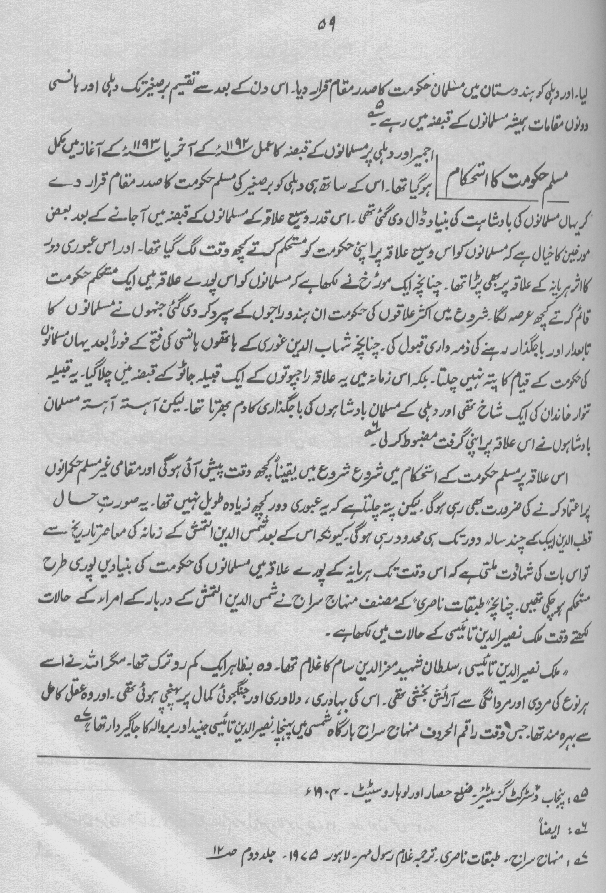 ۵۹
لیا۔ اور دہلی کو ہندوستان میں مسلمان حکومت کا صدر مقام قرار دیا۔ اس دن کے بعد سے تقسیم برصغیر تک دہلی اور ہانسی
دونوں مقامات ہمیشہ مسلمانوں کے قبضہ میں رہے ۵ھ
مسلم حکومت کا استحکام
اجمیر اور دہلی پر مسلمانوں کے قبضہ کا عمل ۱۱۹۲ء کے آخر یا ۱۱۹۳ء کے آغاز میں مکمل
ہو گیا تھا۔ اس کے ساتھ ہی دہلی کو برصغیر کی مسلم حکومت کا صدر مقام قرار دے
کر یہاں مسلمانوں کی بادشاہت کی بنیاد ڈال دی گئی تھی۔ اس قدر وسیع علاقہ کے مسلمانوں کے قبضہ میں آ جانے کے بعد بعض
مورخین کا خیال ہے کہ مسلمانوں کو اس وسیع علاقہ پر اپنی حکومت کو مستحکم کرتے کچھ وقت لگ گیا تھا۔ اور اس عبوری دور
کا اثر ہریانہ کے علاقہ پر بھی پڑا تھا۔ چنانچہ ایک مورخ نے لکھا ہے کہ مسلمانوں کو اس پورے علاقہ میں ایک مستحکم حکومت
قائم کرتے کچھ عرصہ لگا۔ شروع میں اکثر علاقوں کی حکومت ان ہندو راجوں کے سپرد کر دی گئی جنہوں نے مسلمانوں کا
تابعدار اور باجگذار رہنے کی ذمہ داری قبول کی۔ چنانچہ شہاب الدین غوری کے ہاتھوں ہانسی کی فتح کے فوراً بعد یہاں مسلمانوں
کی حکومت کے قیام کا پتہ نہیں چلتا۔ بلکہ اس زمانہ میں یہ علاقہ راجپوتوں کے ایک قبیلہ جاٹو کے قبضہ میں چلا گیا۔ یہ قبیلہ
تنوار خاندان کی ایک شاخ تھی اور دہلی کے مسلمان بادشاہوں کی باجگذاری کا دم بھرتا تھا۔ لیکن آہستہ آہستہ مسلمان
بادشاہوں نے اس علاقہ پر اپنی گرفت مضبوط کر لی ۶ھ
اس علاقہ پر مسلم حکومت کے استحکام میں شروع شروع میں یقیناً کچھ وقت پیش آئی ہو گی اور مقامی غیر مسلم حکمرانوں
پر اعتماد کرنے کی ضرورت بھی رہی ہو گی۔ لیکن پتہ چلتا ہے کہ یہ عبوری دور کچھ زیادہ طویل نہیں تھا۔ یہ صورت حال
قطب الدین ایبک کے چند سالہ دور تک ہی محدود رہی ہو گی۔ کیونکہ اس کے بعد شمس الدین التمش کے زمانہ کی معاصر تاریخ سے
تو اس بات کی شہادت ملتی ہے کہ اس وقت تک ہریانہ کے پورے علاقہ میں مسلمانوں کی حکومت کی بنیادیں پوری طرح
مستحکم ہو چکی تھیں۔ چنانچہ "طبقات ناصری" کے مصنف منہاج سراج نے شمس الدین التمش کے دربار کے امراء کے حالات
لکھتے وقت ملک نصیر الدین تائیسی کے حالات میں لکھا ہے۔
"ملک نصیر الدین تائیسی، سلطان شہید معز الدین سام کا غلام تھا۔ وہ بظاہر ایک کم رو ترک تھا۔ مگر اللہ نے اسے
ہر نوع کی مردی اور مردانگی سے آرائش بخشی تھی۔ اس کی بہادری، دلاوری اور جنگجوئی کمال پر پہنچی ہوئی تھی۔ اور وہ عقل کامل
سے بہرہ مند تھا۔ جس وقت راقم الحروف منہاج سراج بارگاہ شمسی میں پہنچا۔ نصیر الدین تائیسی جنید اور بروالہ کا جاگیردار تھا ۷ھ
۵ھ: پنجاب ڈسٹرکٹ گزیٹیر۔ ضلع حصار اور لوہارو سٹیٹ۔ ۱۹۰۴ء
۶ھ: ایضاً
۷ھ: منہاج سراج۔ طبقات ناصری۔ ترجمہ غلام رسول مہر۔ لاہور ۱۹۷۵۔ جلد دوم ص ۱۲